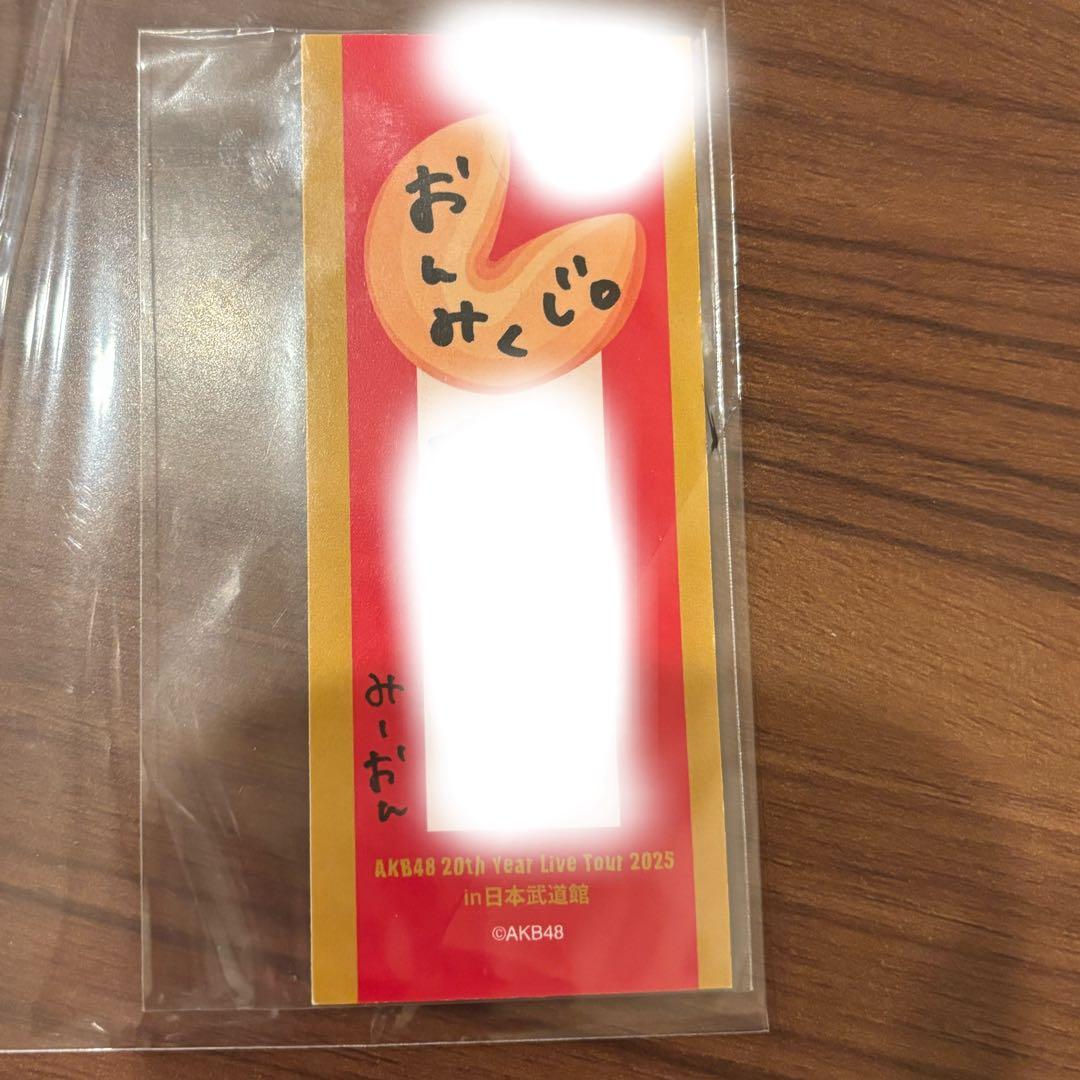 おんみくじ。
みーおん
AKB48 20th Year Live Tour 2025
in日本武道館
©AKB48